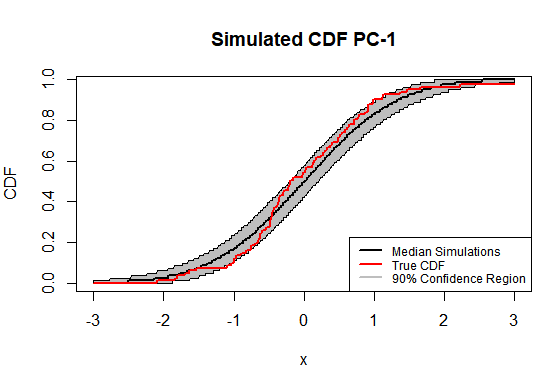 Simulated CDF PC-1
CDF
1.0
0.8
0.6
0.4
0.2
0.0
Median Simulations
True CDF
90% Confidence Region
-3 -2 -1 0 1 2 3
x